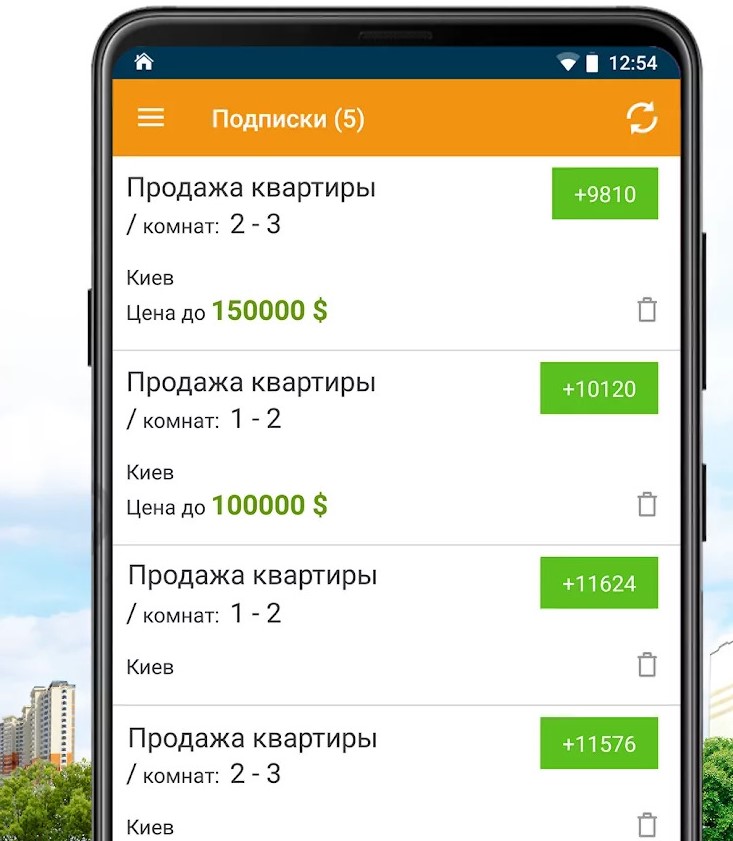 12:54
Подписки (5)
Продажа квартиры
+9810
/ комнат: 2 - 3
Киев
Цена до 150000 $
Продажа квартиры
+10120
/ комнат: 1 - 2
Киев
Цена до 100000 $
Продажа квартиры
+11624
/ комнат: 1 - 2
Киев
Продажа квартиры
+11576
/ комнат: 2 - 3
Киев